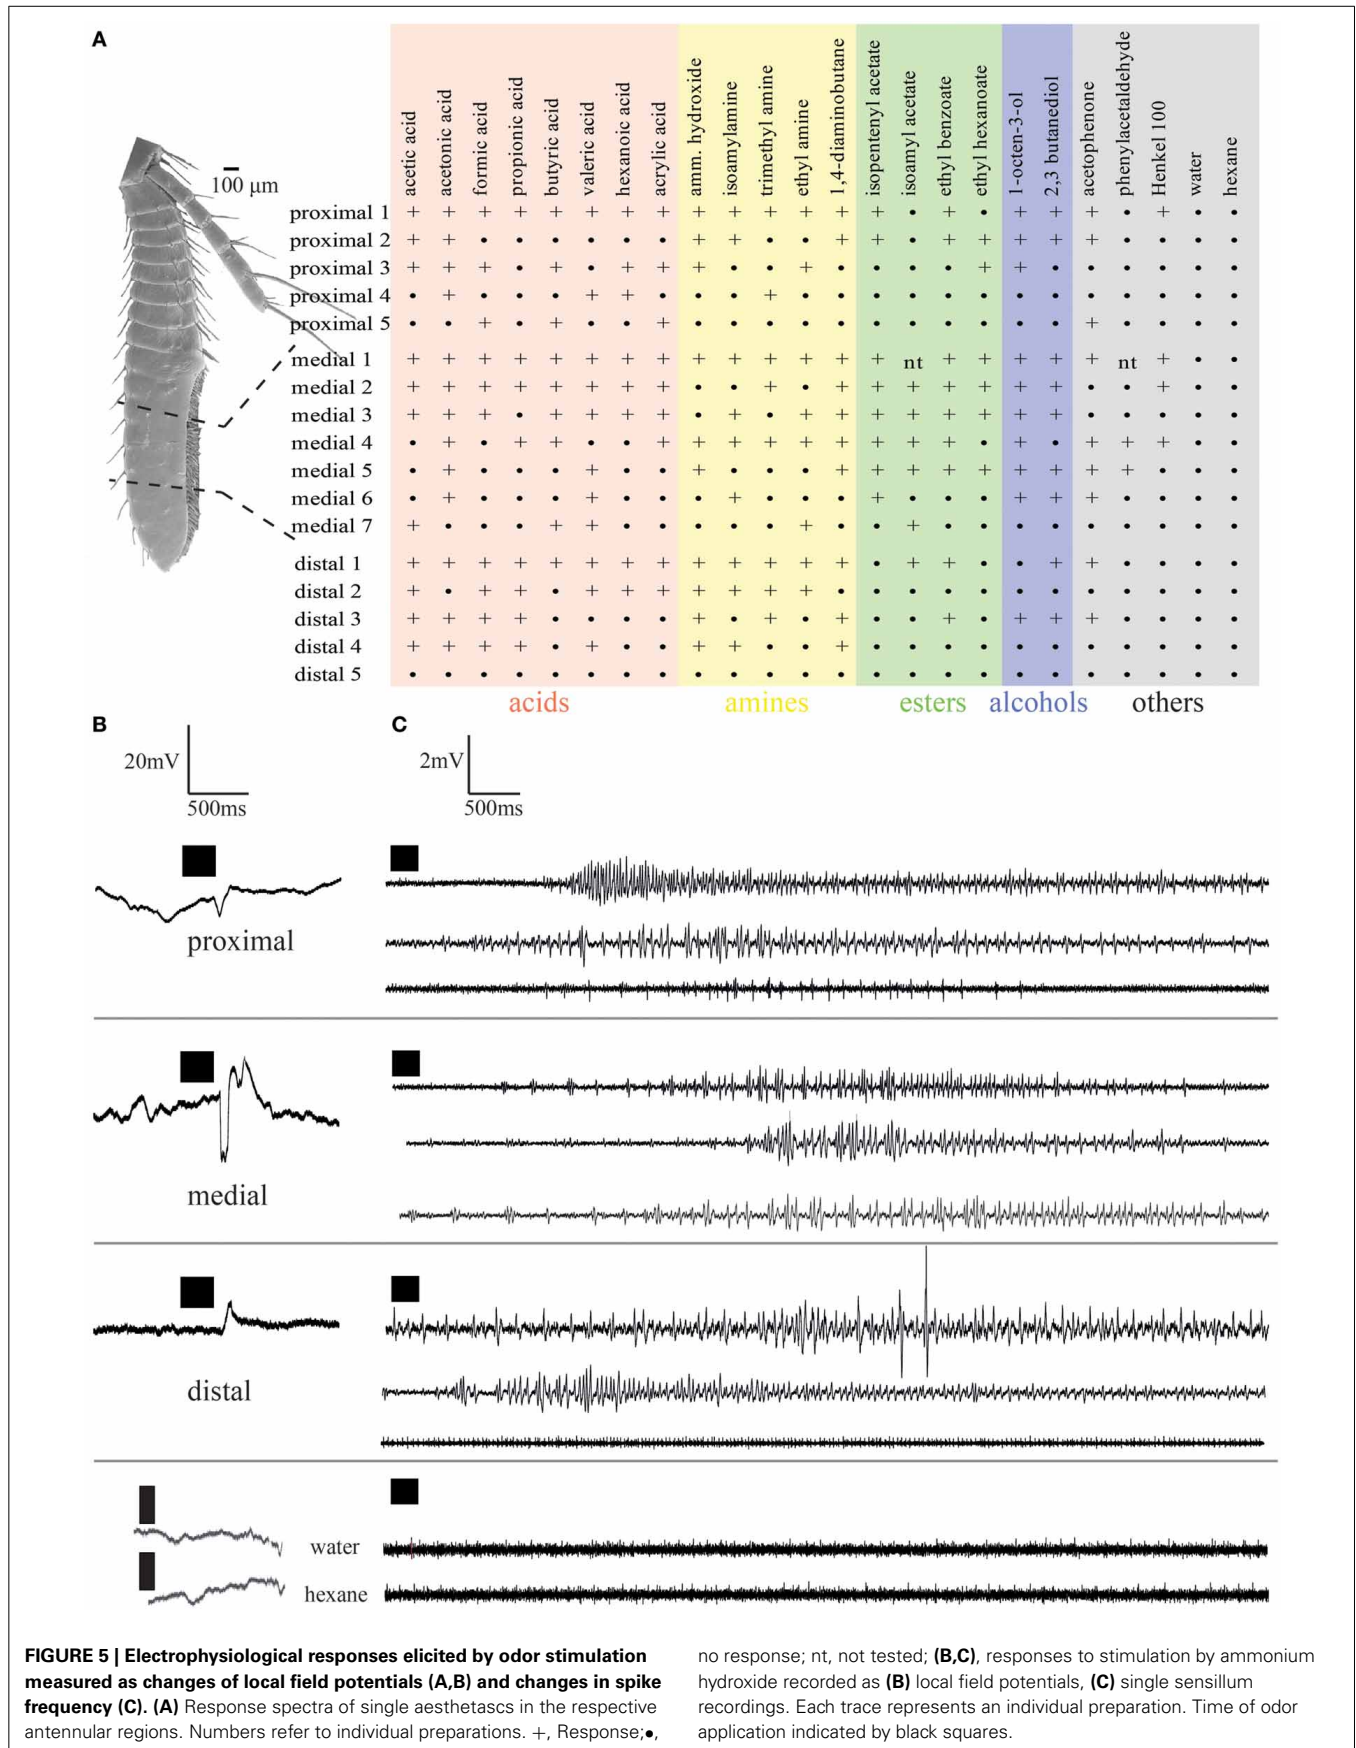 A
acetic acid
acetonic acid
formic acid
propionic acid
butyric acid
valeric acid
hexanoic acid
acrylic acid
amm. hydroxide
isoamylamine
trimethyl amine
ethyl amine
1,4-diaminobutane
isopentenyl acetate
isoamyl acetate
ethyl benzoate
ethyl hexanoate
1-octen-3-ol
2,3 butanediol
acetophenone
phenylacetaldehyde
Henkel 100
water
hexane
100 µm
proximal 1 + + + + + + + + + + + + + + • + • + + + • + • •
proximal 2 + + • • • • • • + + • • + + • + + + + + • • • •
proximal 3 + + + • + • + + + • • + • • • • + + • • • • • •
proximal 4 • + • • • + + • • • + • • • • • • • • • • • • •
proximal 5 • • + • + • • + • • • • • • • • • • • + • • • •
medial 1 + + + + + + + + + + + + + + nt + + + + + nt + • •
medial 2 + + + + + + + + • • + • + + + + + + + • • + • •
medial 3 + + + • + + + + • + • + + + + + + + + • • • • •
medial 4 • + • + + • • + + + + + + + + + • + • + + + • •
medial 5 • + • • • + • • + • • • + + + + + + + + + • • •
medial 6 • + • • • + • • • + • • • + • • • + + + • • • •
medial 7 + • • • + + • • • • • + • • + • • • • • • • • •
distal 1 + + + + + + + + + + + + + • + + • • + + • • • •
distal 2 + • + + • + + + + + + + • • • • • • • • • • • •
distal 3 + + + + • • • • + • + • + • • + • + + + • • • •
distal 4 + + + + • + • • + + • • + • • • • • • • • • • •
distal 5 • • • • • • • • • • • • • • • • • • • • • • • •
acids amines esters alcohols others
B
20mV
500ms
C
2mV
500ms
proximal
medial
distal
water
hexane
FIGURE 5 | Electrophysiological responses elicited by odor stimulation
measured as changes of local field potentials (A,B) and changes in spike
frequency (C). (A) Response spectra of single aesthetascs in the respective
antennular regions. Numbers refer to individual preparations. +, Response;•,
no response; nt, not tested; (B,C), responses to stimulation by ammonium
hydroxide recorded as (B) local field potentials, (C) single sensillum
recordings. Each trace represents an individual preparation. Time of odor
application indicated by black squares.